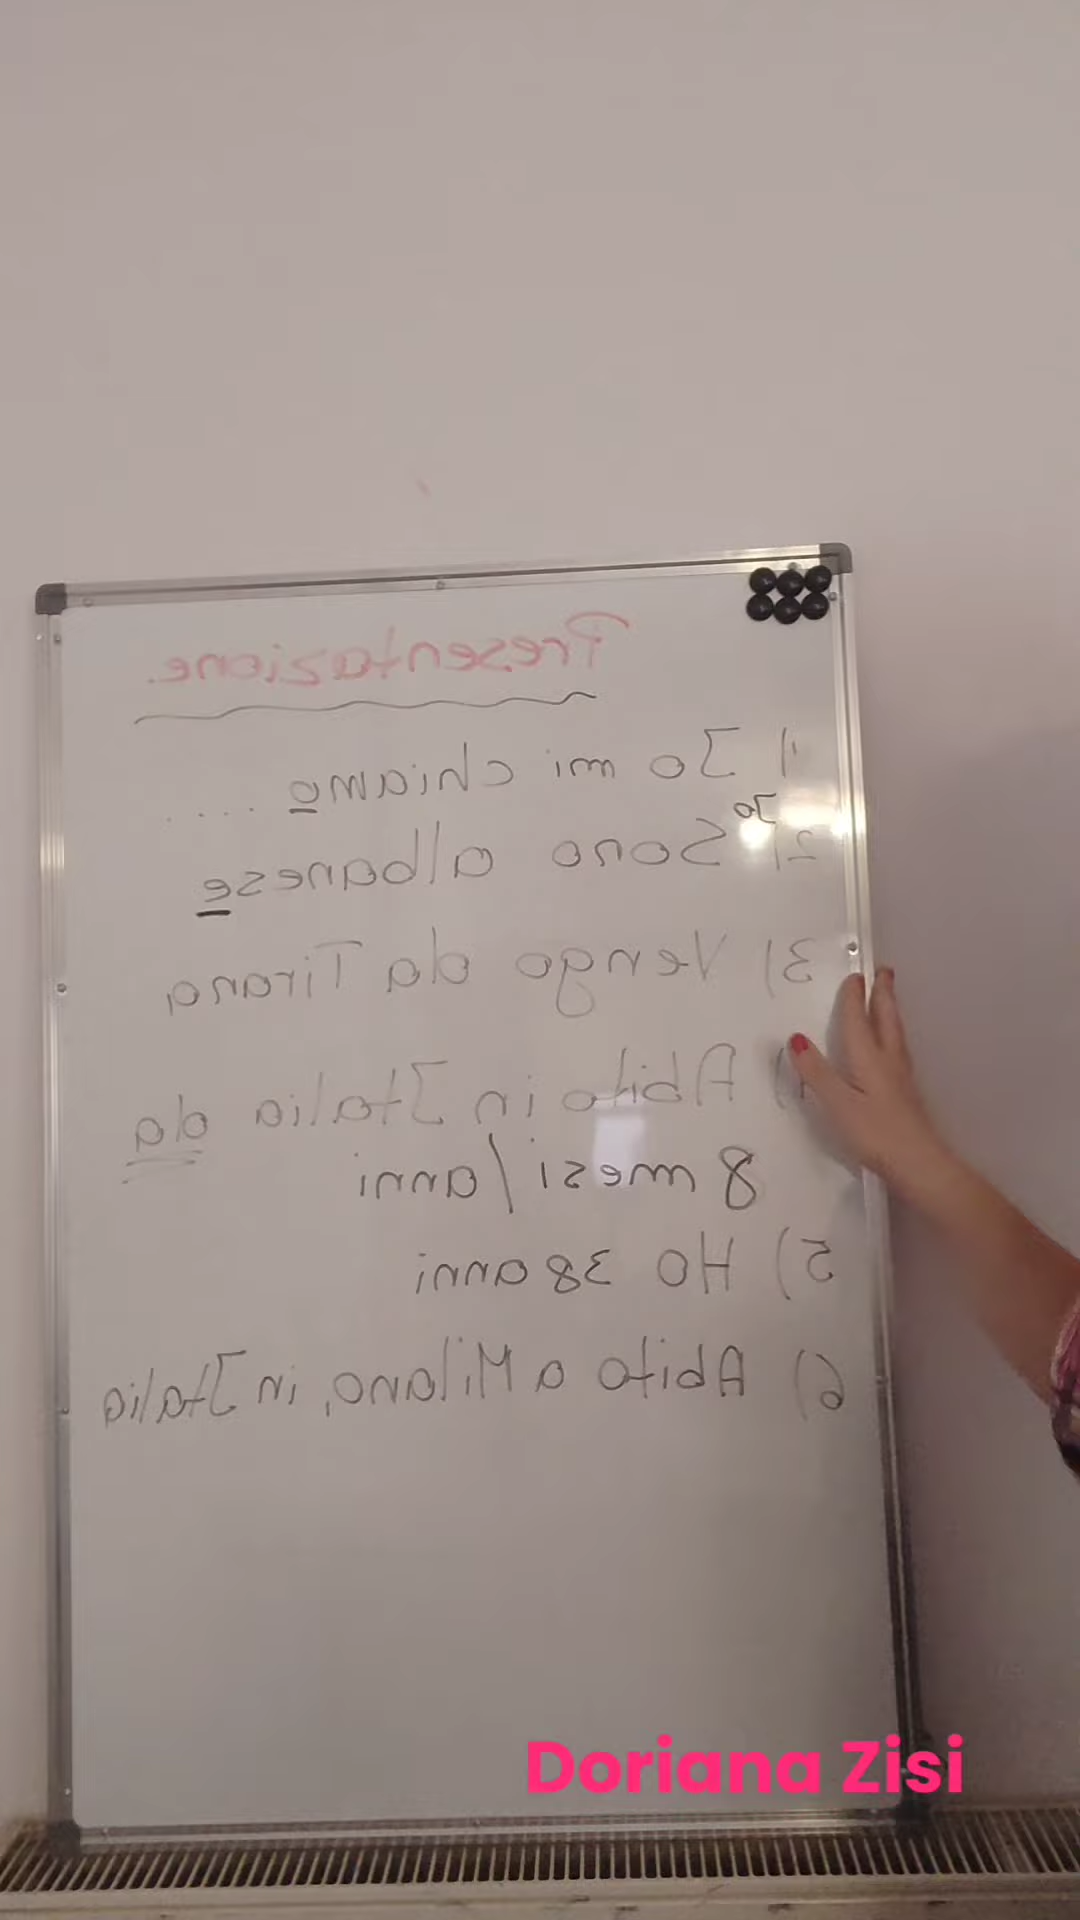 Presentazione.
1) Io mi chiamo .....
2) Io Sono albanese
3) Vengo da Tirana,
4) Abito in Italia da
8 mesi/anni
5) Ho 38 anni
6) Abito a Milano, in Italia
Doriana Zisi